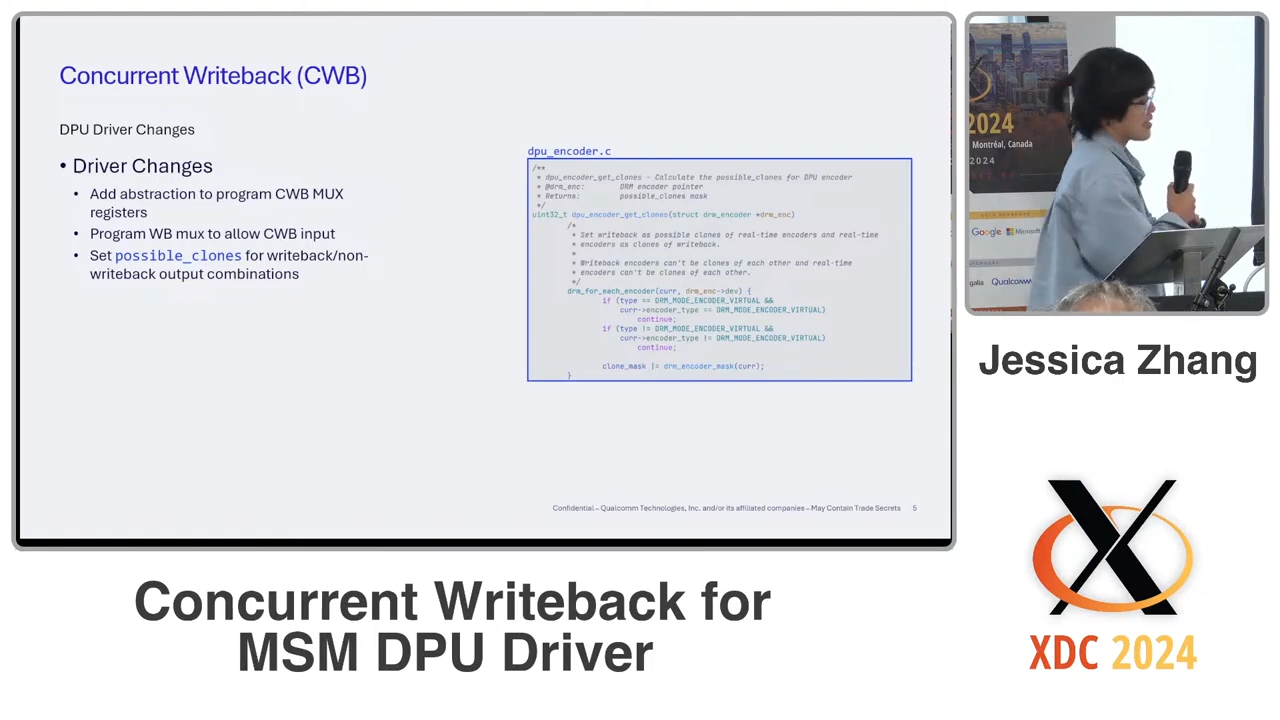 Concurrent Writeback (CWB)
DPU Driver Changes
• Driver Changes
• Add abstraction to program CWB MUX
registers
• Program WB mux to allow CWB input
• Set possible_clones for writeback/non-
writeback output combinations
dpu_encoder.c
/**
* dpu_encoder_get_clones - Calculate the possible_clones for DPU encoder
* @drm_enc: DRM encoder pointer
* Returns: possible_clones mask
*/
uint32_t dpu_encoder_get_clones(struct drm_encoder *drm_enc)
/*
* Set writeback as possible clones of real-time encoders and real-time
* encoders as clones of writeback.
*
* Writeback encoders can't be clones of each other and real-time
* encoders can't be clones of each other.
*/
drm_for_each_encoder(curr, drm_enc->dev) {
if (type == DRM_MODE_ENCODER_VIRTUAL &&
curr->encoder_type == DRM_MODE_ENCODER_VIRTUAL)
continue;
if (type != DRM_MODE_ENCODER_VIRTUAL &&
curr->encoder_type != DRM_MODE_ENCODER_VIRTUAL)
continue;
clone_mask |= drm_encoder_mask(curr);
}
Confidential – Qualcomm Technologies, Inc. and/or its affiliated companies – May Contain Trade Secrets 5
2024
Montréal, Canada
2024
Google Microsoft
galia Qualcomm
Jessica Zhang
Concurrent Writeback for
MSM DPU Driver
XDC 2024